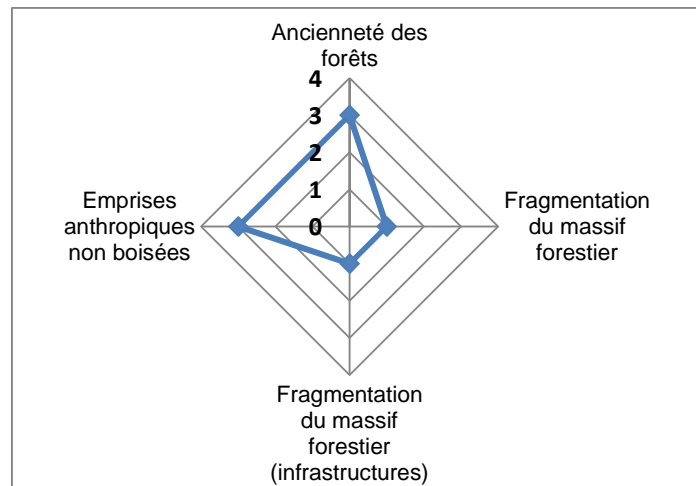 Ancienneté des
forêts
4
3
2
1
0
Fragmentation
du massif
forestier
Fragmentation
du massif
forestier
(infrastructures)
Emprises
anthropiques
non boisées